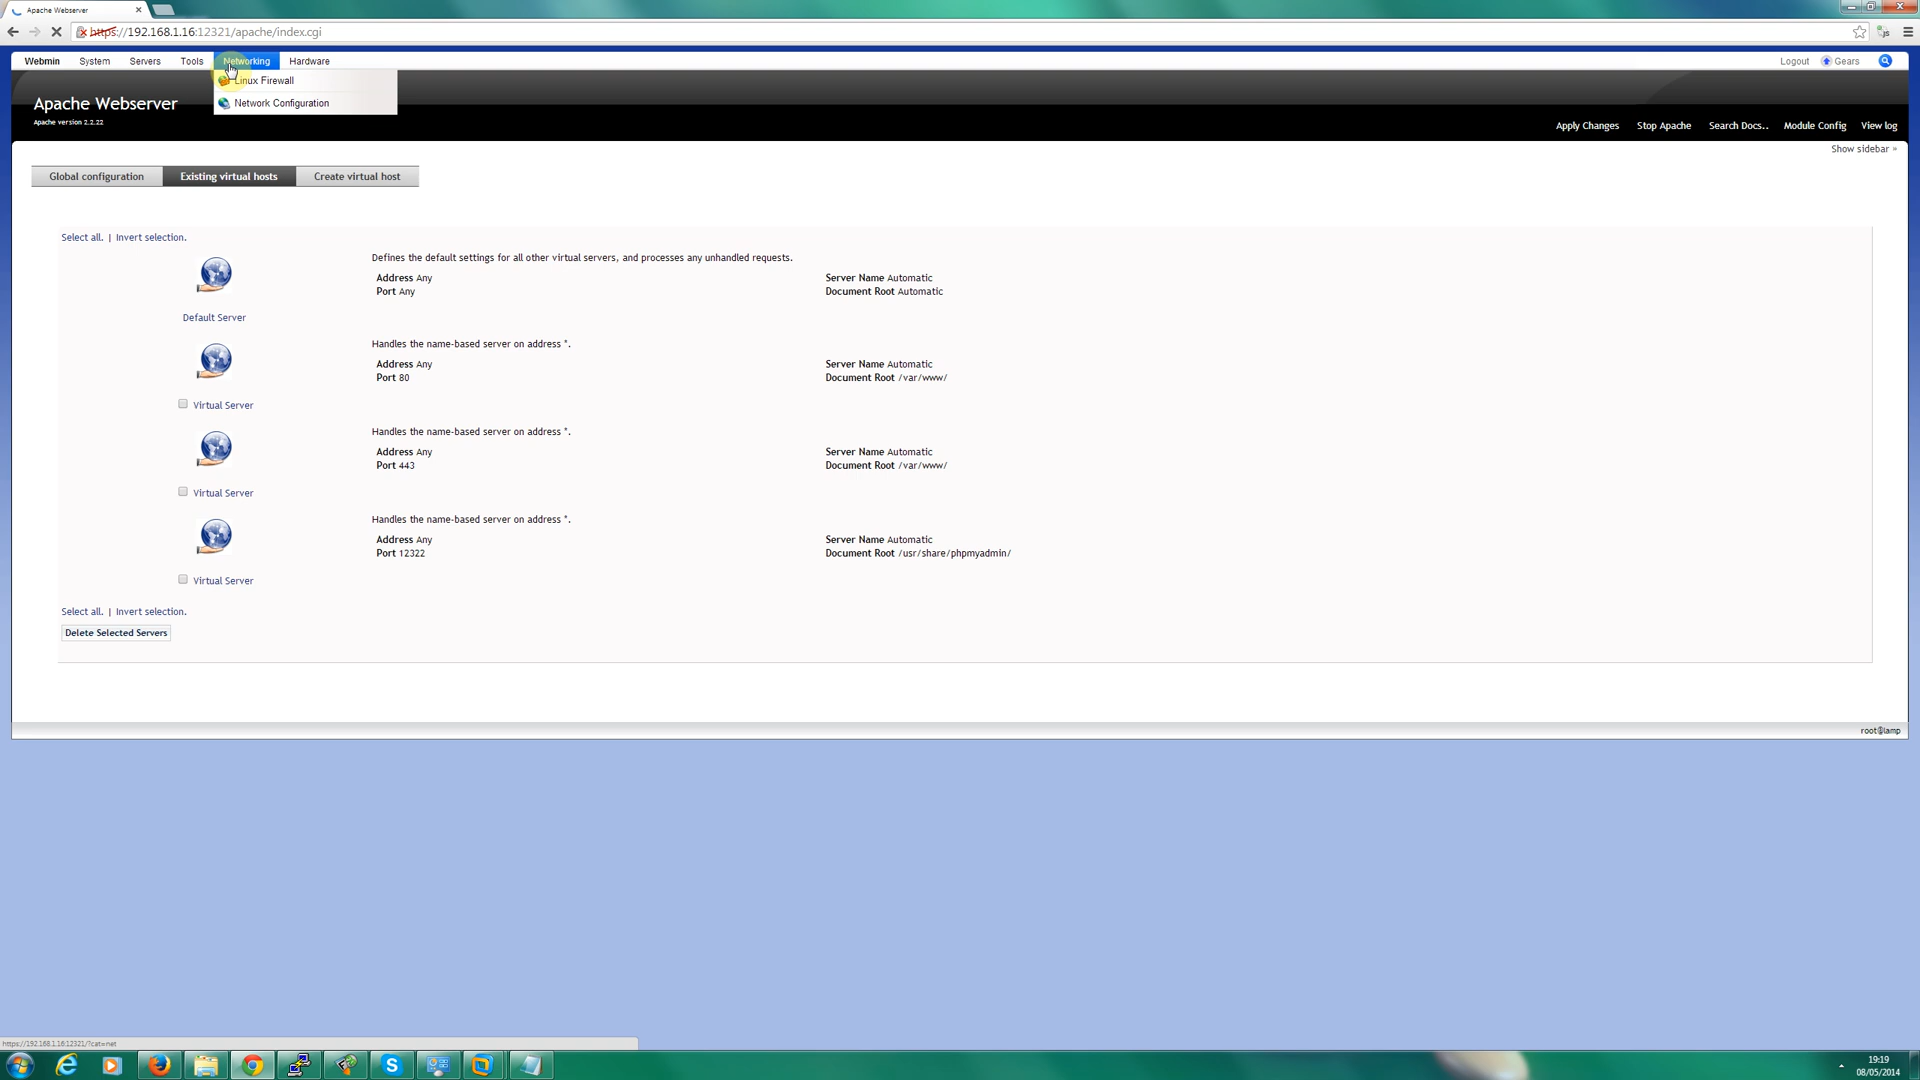 Apache Webserver
https://192.168.1.16:12321/apache/index.cgi
Webmin System Servers Tools Networking Hardware
Logout Gears
Linux Firewall
Network Configuration
Apache Webserver
Apache version 2.2.22
Apply Changes Stop Apache Search Docs.. Module Config View log
Show sidebar »
Global configuration Existing virtual hosts Create virtual host
Select all. | Invert selection.
Defines the default settings for all other virtual servers, and processes any unhandled requests.
Address Any Server Name Automatic
Port Any Document Root Automatic
Default Server
Handles the name-based server on address *.
Address Any Server Name Automatic
Port 80 Document Root /var/www/
Virtual Server
Handles the name-based server on address *.
Address Any Server Name Automatic
Port 443 Document Root /var/www/
Virtual Server
Handles the name-based server on address *.
Address Any Server Name Automatic
Port 12322 Document Root /usr/share/phpmyadmin/
Virtual Server
Select all. | Invert selection.
Delete Selected Servers
root@lamp
https://192.168.1.16:12321/?cat=net
19:19
08/05/2014